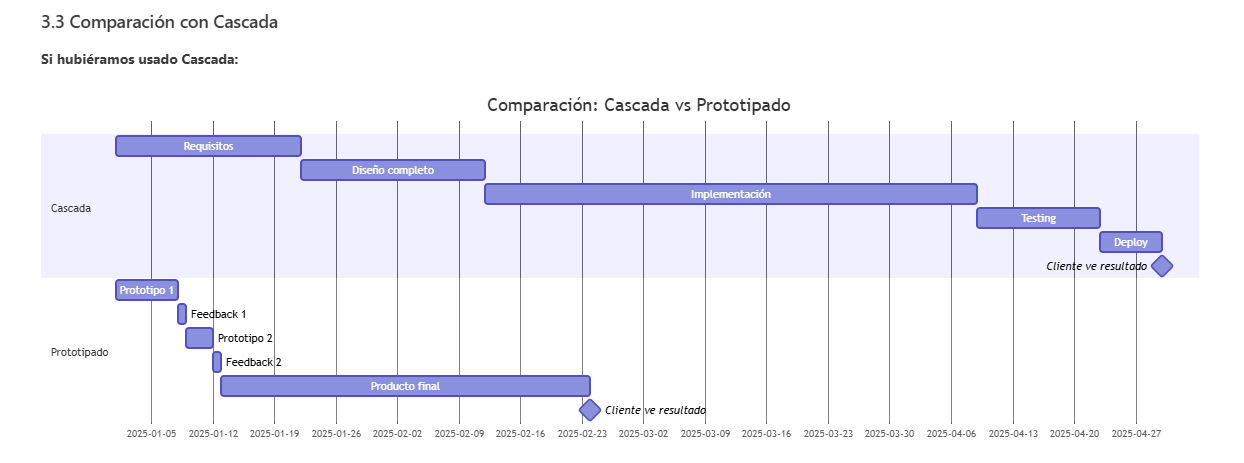 3.3 Comparación con Cascada
Si hubiéramos usado Cascada:
Comparación: Cascada vs Prototipado
Requisitos
Diseño completo
Implementación
Cascada
Testing
Deploy
Cliente ve resultado
Prototipo 1
Feedback 1
Prototipo 2
Prototipado
Feedback 2
Producto final
Cliente ve resultado
2025-01-05 2025-01-12 2025-01-19 2025-01-26 2025-02-02 2025-02-09 2025-02-16 2025-02-23 2025-03-02 2025-03-09 2025-03-16 2025-03-23 2025-03-30 2025-04-06 2025-04-13 2025-04-20 2025-04-27